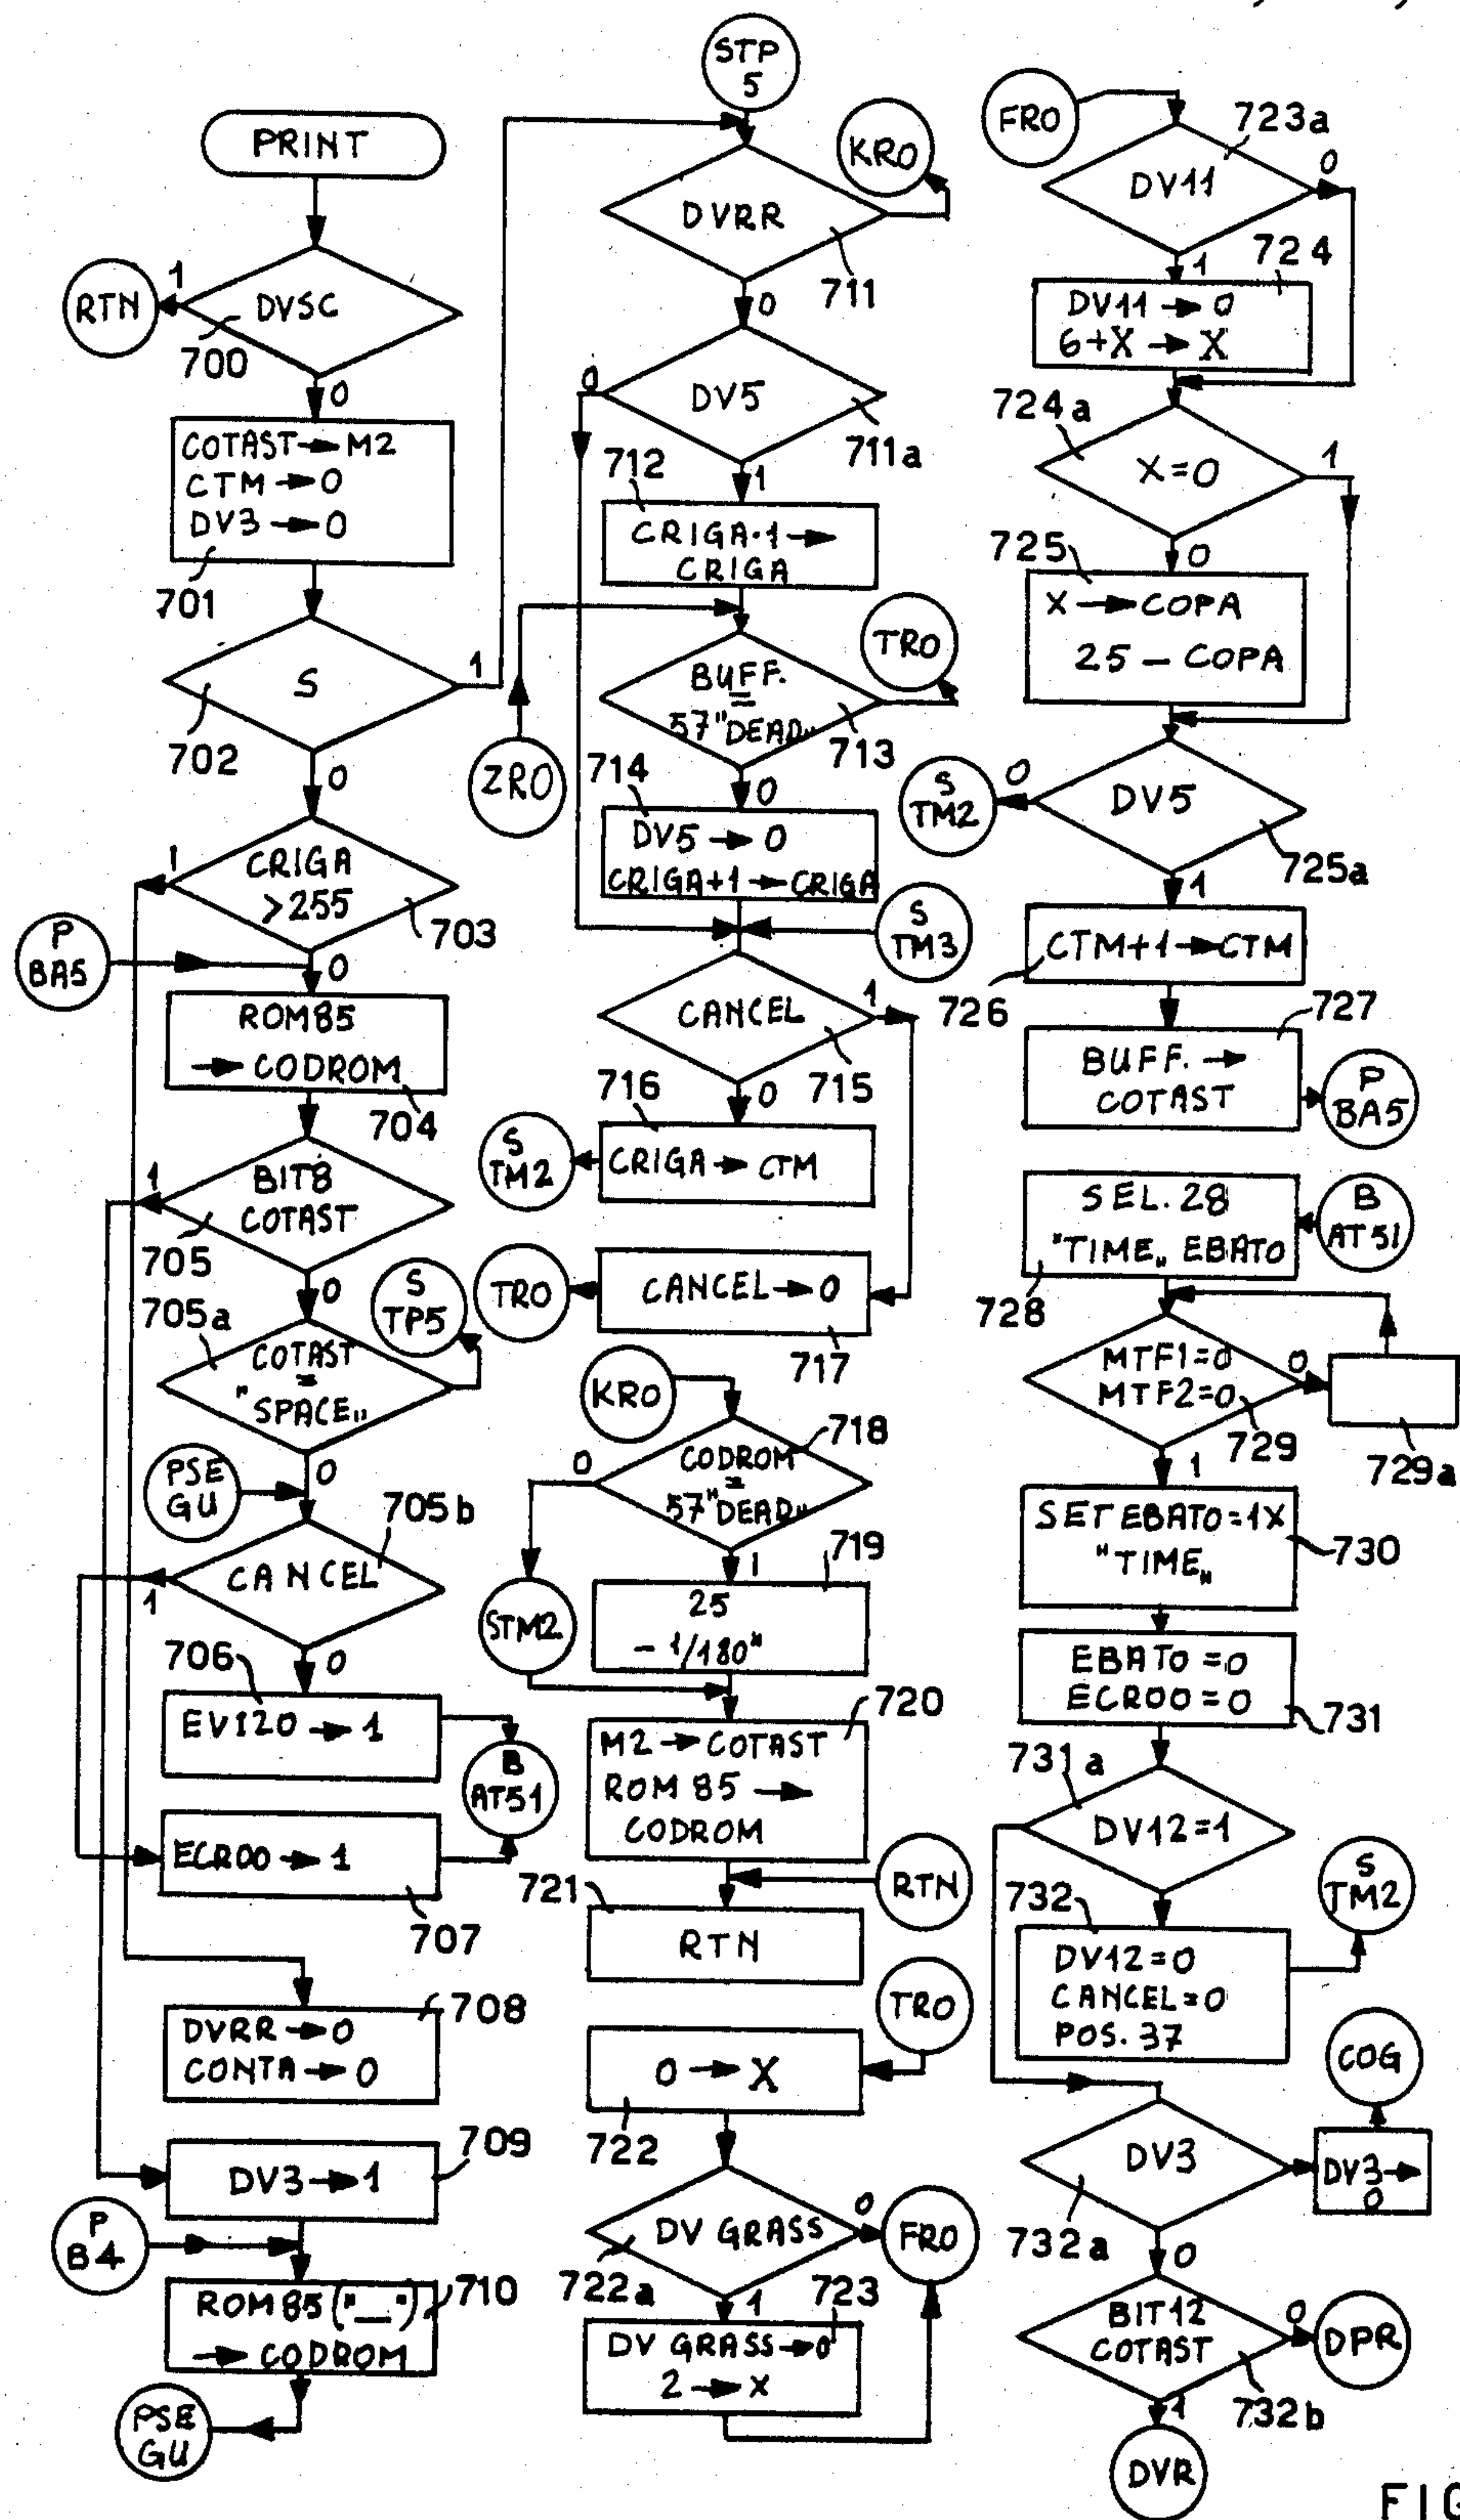 PRINT
DVSC
1
RTN
700
0
COTAST→M2
CTM→0
DV3→0
701
S
1
702
0
CRIGA
>255
1
703
P
BA5
0
ROM85
→CODROM
704
BIT8
COTAST
1
705
0
705a
S
TP5
COTAST
=
"SPACE"
PSE
GU
0
705b
CANCEL
1
706
0
EVI20→1
B
AT51
ECR00→1
707
DVRR→0
CONTA→0
708
DV3→1
709
P
B4
ROM85("_")
→CODROM
710
PSE
GU
STP
5
KRO
DVRR
711
0
0
DV5
711a
712
1
CRIGA-1→
CRIGA
TRO
BUFF.
=
57"DEAD"
713
ZRO
714
0
DV5→0
CRIGA+1→CRIGA
S
TM3
CANCEL
1
716
0
715
S
TM2
CRIGA→CTM
TRO
CANCEL→0
717
KRO
718
0
CODROM
=
57"DEAD"
719
1
STM2
25
- 1/180"
720
M2→COTAST
ROM 85→
CODROM
721
RTN
RTN
TRO
0→X
722
DV GRASS
0
FRO
722a
1
723
DV GRASS→0
2→X
FRO
723a
DV11
0
724
1
DV11→0
6+X→X
724a
X=0
1
725
0
X→COPA
25-COPA
S
TM2
0
DV5
725a
1
CTM+1→CTM
726
727
BUFF.→
COTAST
P
BA5
SEL.28
"TIME" EBATO
B
AT51
728
MTF1=0
MTF2=0
0
729
729a
1
SET EBATO=1X
"TIME"
730
EBATO=0
ECR00=0
731
731a
DV12=1
S
TM2
732
DV12=0
CANCEL=0
POS.37
COG
DV3
DV3→
0
732a
0
BIT12
COTAST
0
DPR
732b
1
DVR
FIG